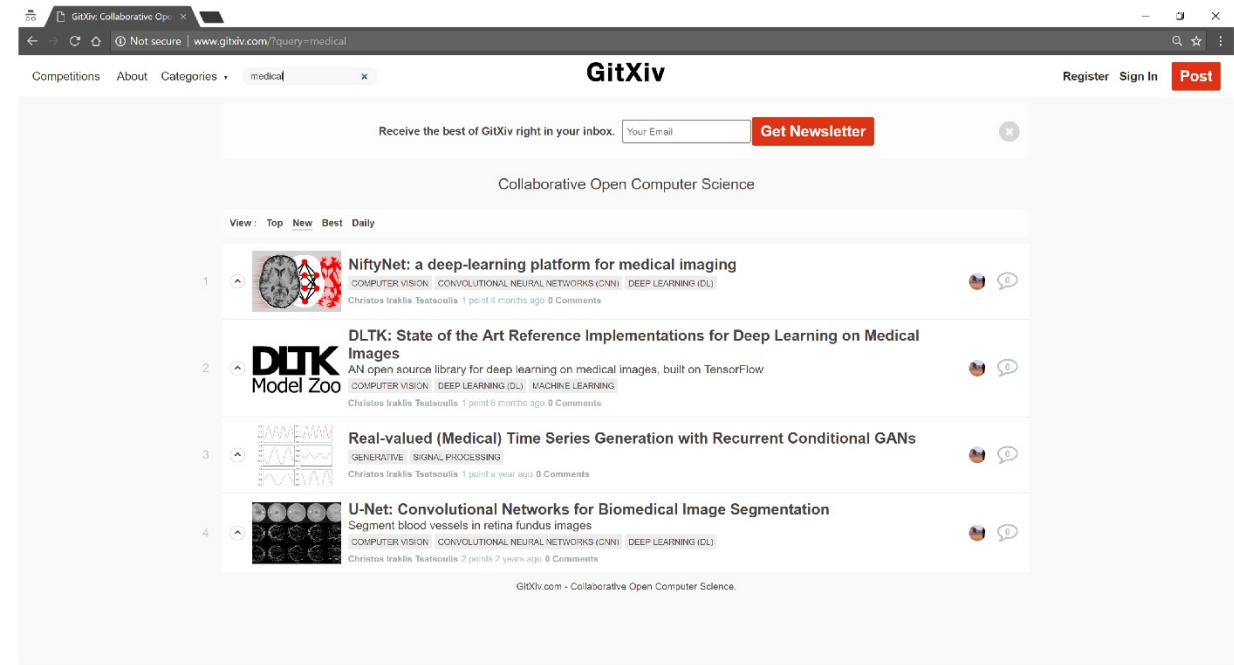 GitXiv: Collaborative Ope
Not secure | www.gitxiv.com/?query=medical
Competitions About Categories medical × GitXiv Register Sign In Post
Receive the best of GitXiv right in your inbox. Your Email Get Newsletter
Collaborative Open Computer Science
View : Top New Best Daily
1
NiftyNet: a deep-learning platform for medical imaging
COMPUTER VISION CONVOLUTIONAL NEURAL NETWORKS (CNN) DEEP LEARNING (DL)
Christos Iraklis Tsatsoulis 1 point 4 months ago 0 Comments
0
2
DLTK
Model Zoo
DLTK: State of the Art Reference Implementations for Deep Learning on Medical
Images
AN open source library for deep learning on medical images, built on TensorFlow
COMPUTER VISION DEEP LEARNING (DL) MACHINE LEARNING
Christos Iraklis Tsatsoulis 1 point 6 months ago 0 Comments
0
3
Real-valued (Medical) Time Series Generation with Recurrent Conditional GANs
GENERATIVE SIGNAL PROCESSING
Christos Iraklis Tsatsoulis 1 point a year ago 0 Comments
0
4
U-Net: Convolutional Networks for Biomedical Image Segmentation
Segment blood vessels in retina fundus images
COMPUTER VISION CONVOLUTIONAL NEURAL NETWORKS (CNN) DEEP LEARNING (DL)
Christos Iraklis Tsatsoulis 2 points 2 years ago 0 Comments
0
GitXiv.com - Collaborative Open Computer Science.